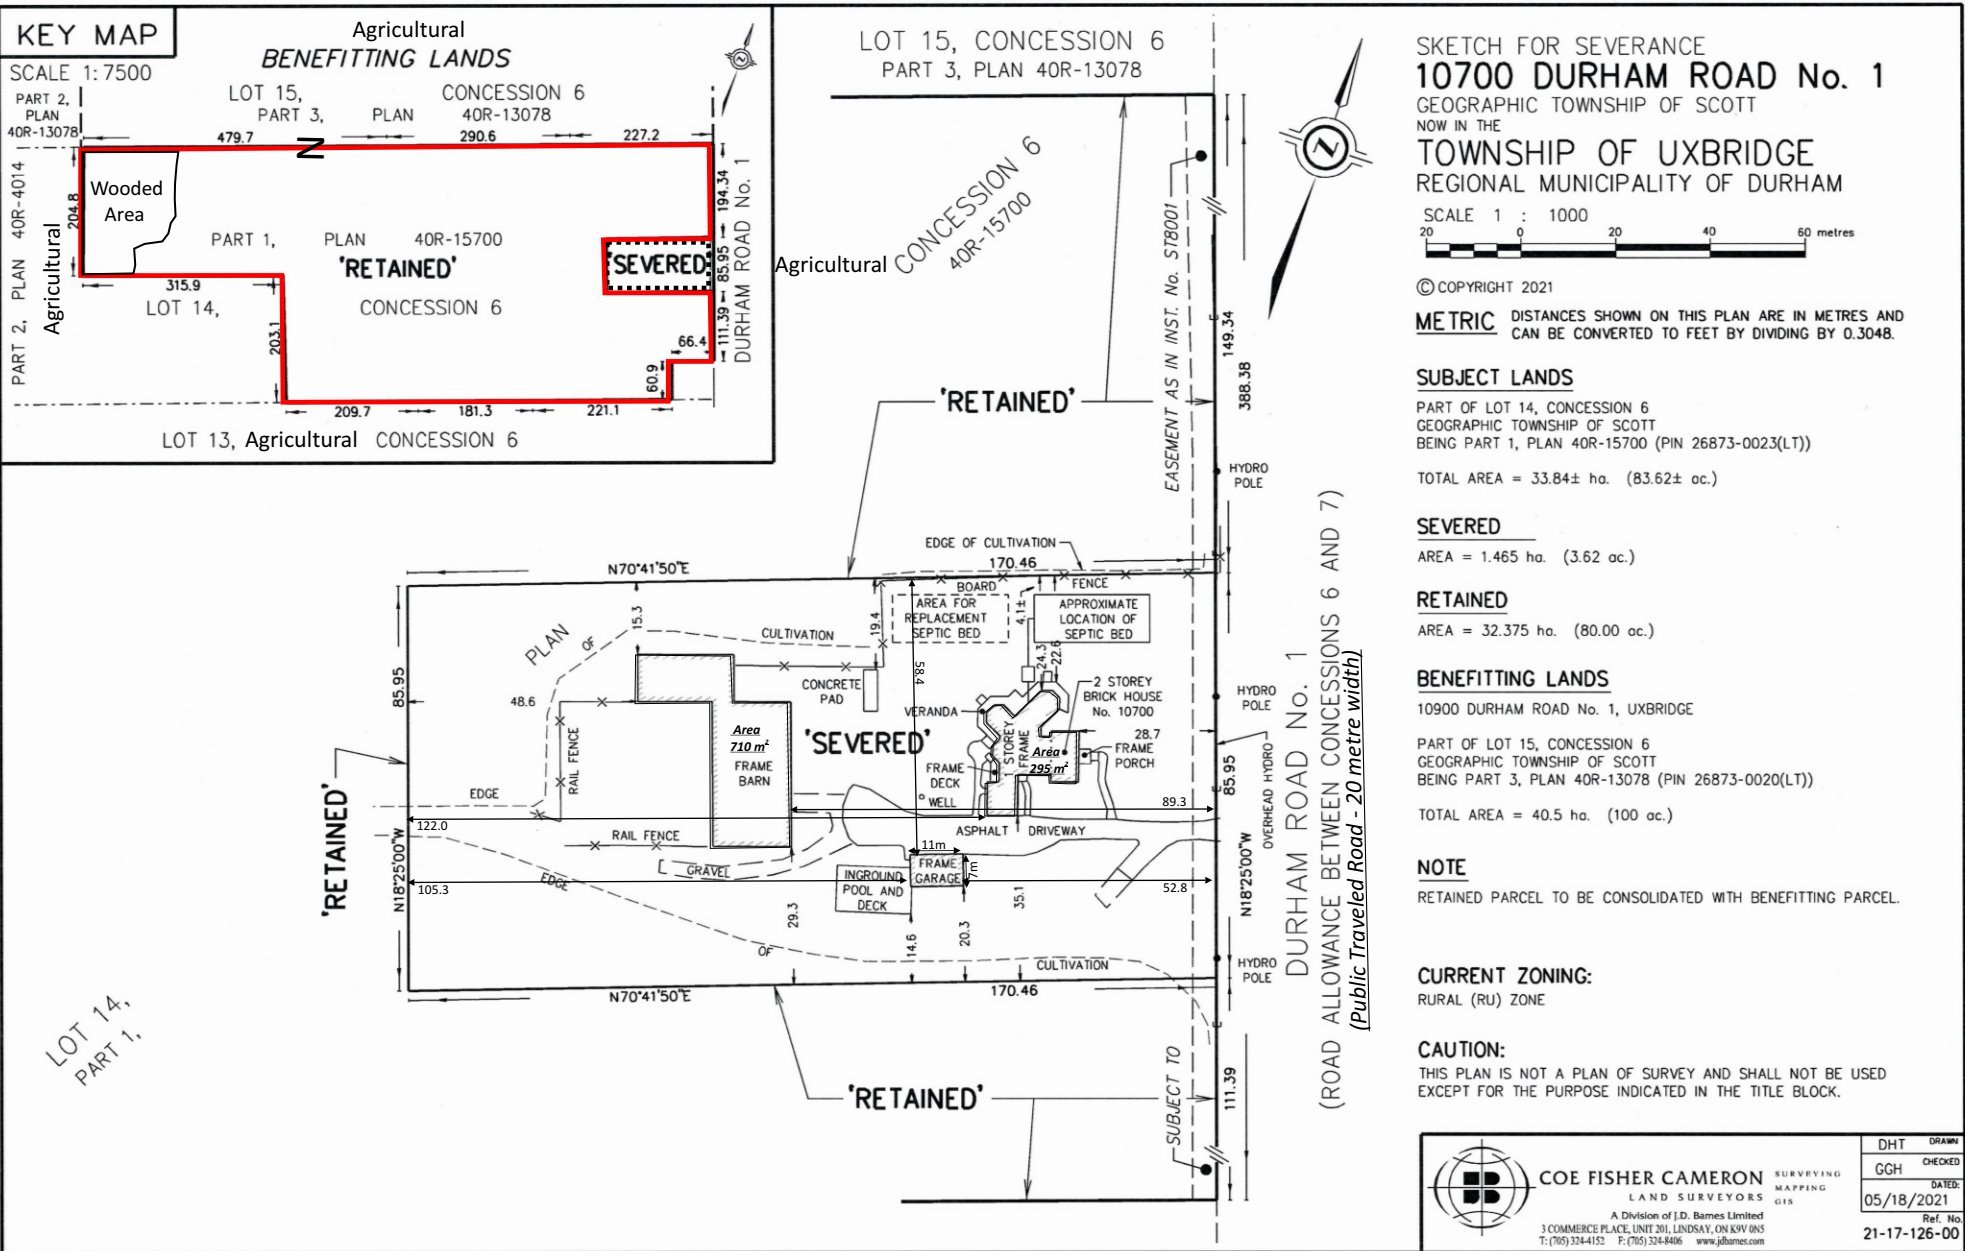 KEY MAP
SCALE 1:7500
Agricultural
BENEFITTING LANDS
LOT 15, CONCESSION 6
PART 3, PLAN 40R-13078
PART 2,
PLAN
40R-13078
479.7 290.6 227.2
N
Wooded
Area
204.8
PART 2, PLAN 40R-4014
Agricultural
PART 1, PLAN 40R-15700
'RETAINED'
CONCESSION 6
'SEVERED'
194.34
85.95
111.39
DURHAM ROAD No. 1
Agricultural
315.9
LOT 14,
203.1
66.4
60.9
209.7 181.3 221.1
LOT 13, Agricultural CONCESSION 6
LOT 15, CONCESSION 6
PART 3, PLAN 40R-13078
CONCESSION 6
40R-15700
EASEMENT AS IN INST. No. ST8001
149.34
388.38
'RETAINED'
HYDRO
POLE
EDGE OF CULTIVATION
N70°41'50"E
170.46
BOARD FENCE
AREA FOR
REPLACEMENT
SEPTIC BED
APPROXIMATE
LOCATION OF
SEPTIC BED
4.1±
15.3
19.4
58.4
24.3
22.6
PLAN OF CULTIVATION
85.95
48.6
CONCRETE
PAD
VERANDA
2 STOREY
BRICK HOUSE
No. 10700
HYDRO
POLE
Area
710 m²
FRAME
BARN
'SEVERED'
1 STOREY
FRAME
Area
295 m²
28.7
FRAME
PORCH
FRAME
DECK
RAIL FENCE
WELL
EDGE
122.0
89.3
85.95
OVERHEAD HYDRO
'RETAINED'
RAIL FENCE
ASPHALT DRIVEWAY
11m
FRAME
GARAGE
7m
GRAVEL
EDGE
INGROUND
POOL AND
DECK
N18°25'00"W
105.3
52.8
N18°25'00"W
29.3
14.6
20.3
35.1
OF
CULTIVATION
HYDRO
POLE
N70°41'50"E
170.46
DURHAM ROAD No. 1
(ROAD ALLOWANCE BETWEEN CONCESSIONS 6 AND 7)
(Public Traveled Road - 20 metre width)
LOT 14,
PART 1,
'RETAINED'
SUBJECT TO
111.39
N
SKETCH FOR SEVERANCE
10700 DURHAM ROAD No. 1
GEOGRAPHIC TOWNSHIP OF SCOTT
NOW IN THE
TOWNSHIP OF UXBRIDGE
REGIONAL MUNICIPALITY OF DURHAM
SCALE 1 : 1000
20 0 20 40 60 metres
© COPYRIGHT 2021
METRIC DISTANCES SHOWN ON THIS PLAN ARE IN METRES AND
CAN BE CONVERTED TO FEET BY DIVIDING BY 0.3048.
SUBJECT LANDS
PART OF LOT 14, CONCESSION 6
GEOGRAPHIC TOWNSHIP OF SCOTT
BEING PART 1, PLAN 40R-15700 (PIN 26873-0023(LT))
TOTAL AREA = 33.84± ha. (83.62± ac.)
SEVERED
AREA = 1.465 ha. (3.62 ac.)
RETAINED
AREA = 32.375 ha. (80.00 ac.)
BENEFITTING LANDS
10900 DURHAM ROAD No. 1, UXBRIDGE
PART OF LOT 15, CONCESSION 6
GEOGRAPHIC TOWNSHIP OF SCOTT
BEING PART 3, PLAN 40R-13078 (PIN 26873-0020(LT))
TOTAL AREA = 40.5 ha. (100 ac.)
NOTE
RETAINED PARCEL TO BE CONSOLIDATED WITH BENEFITTING PARCEL.
CURRENT ZONING:
RURAL (RU) ZONE
CAUTION:
THIS PLAN IS NOT A PLAN OF SURVEY AND SHALL NOT BE USED
EXCEPT FOR THE PURPOSE INDICATED IN THE TITLE BLOCK.
COE FISHER CAMERON
LAND SURVEYORS
SURVEYING
MAPPING
GIS
A Division of J.D. Barnes Limited
3 COMMERCE PLACE, UNIT 201, LINDSAY, ON K9V 0N5
T: (705) 324-4152 F: (705) 324-8406 www.jdbarnes.com
DHT DRAWN
GGH CHECKED
DATED:
05/18/2021
Ref. No.
21-17-126-00